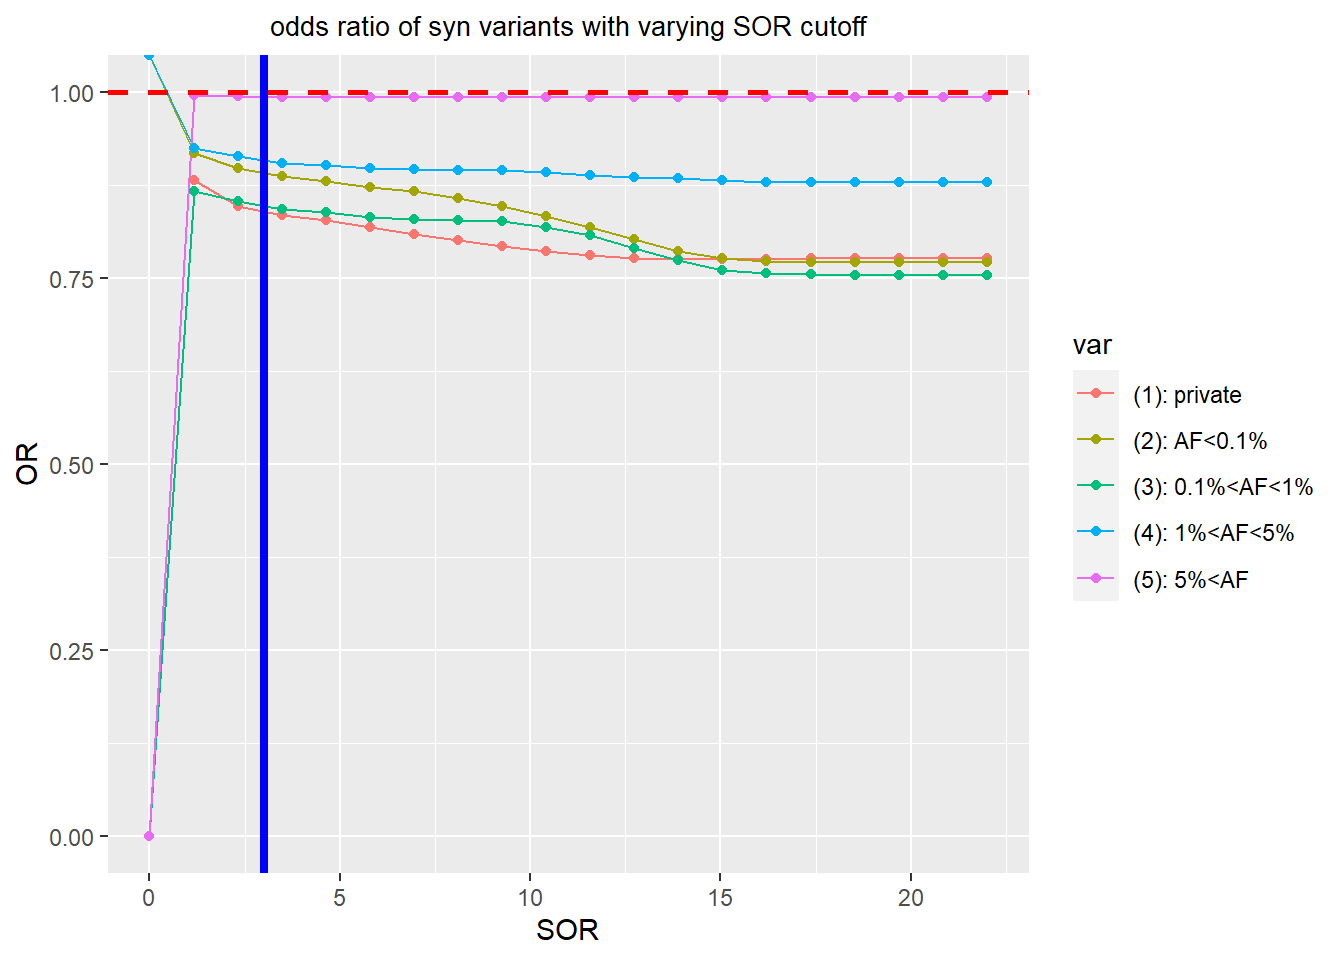 odds ratio of syn variants with varying SOR cutoff
1.00
0.75
0.50
0.25
0.00
OR
0 5 10 15 20
SOR
var
(1): private
(2): AF<0.1%
(3): 0.1%<AF<1%
(4): 1%<AF<5%
(5): 5%<AF